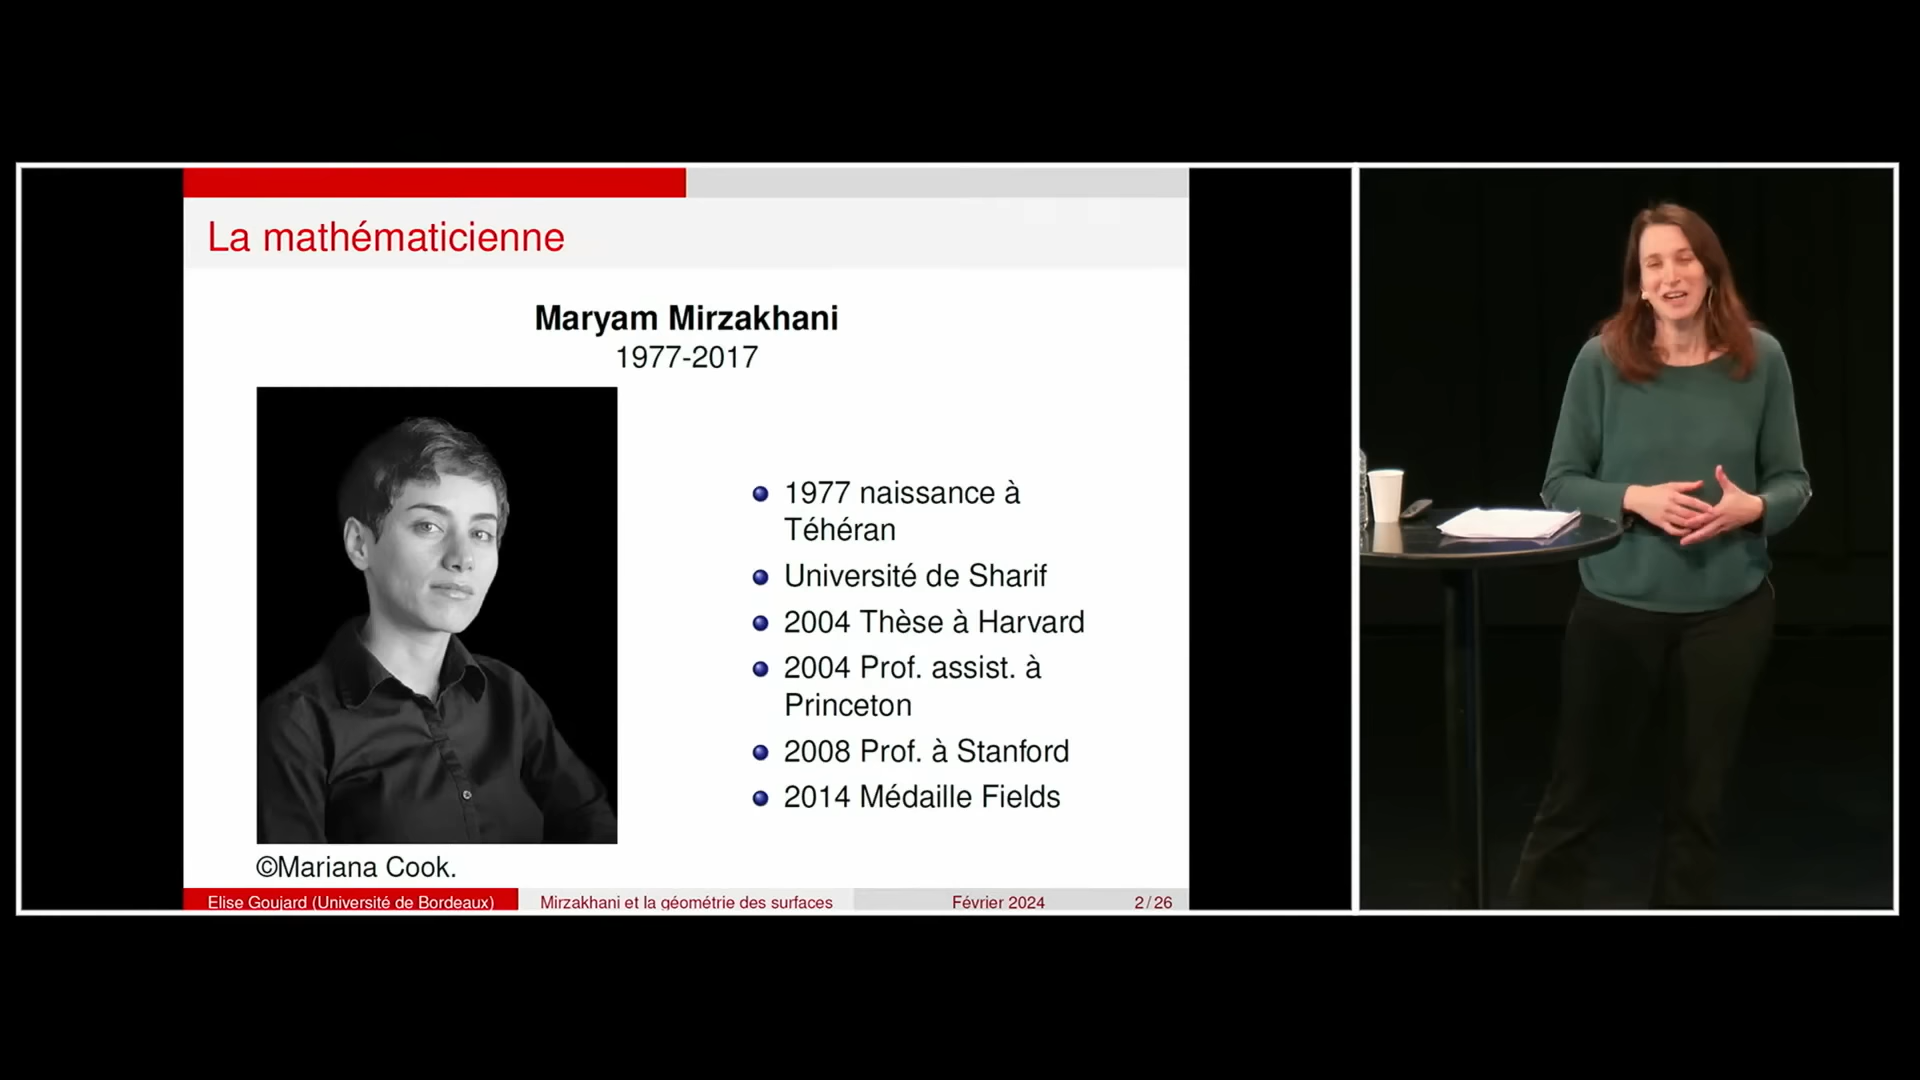 La mathématicienne
Maryam Mirzakhani
1977-2017
1977 naissance à
Téhéran
Université de Sharif
2004 Thèse à Harvard
2004 Prof. assist. à
Princeton
2008 Prof. à Stanford
2014 Médaille Fields
©Mariana Cook.
Elise Goujard (Université de Bordeaux) Mirzakhani et la géométrie des surfaces Février 2024 2 / 26